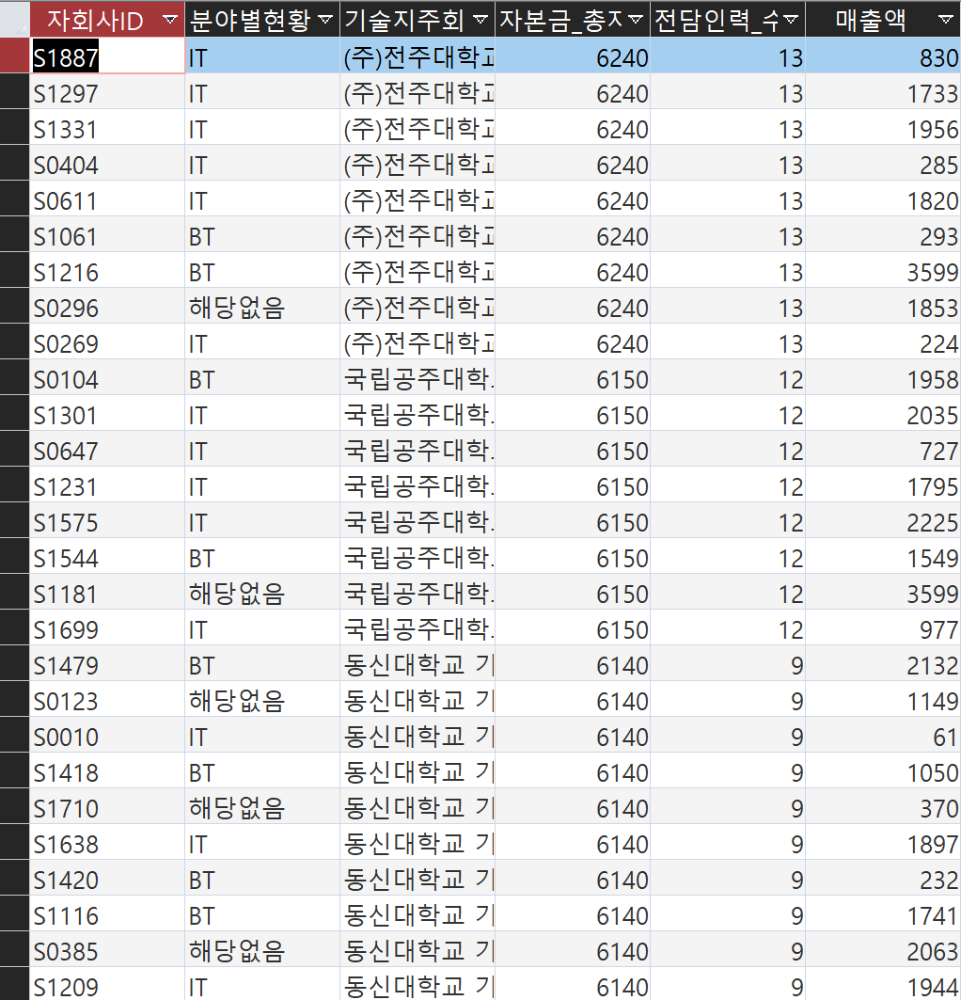 자회사ID 분야별현황 기술지주회 자본금_총 전담인력_수 매출액
S1887 IT (주)전주대학교 6240 13 830
S1297 IT (주)전주대학교 6240 13 1733
S1331 IT (주)전주대학교 6240 13 1956
S0404 IT (주)전주대학교 6240 13 285
S0611 IT (주)전주대학교 6240 13 1820
S1061 BT (주)전주대학교 6240 13 293
S1216 BT (주)전주대학교 6240 13 3599
S0296 해당없음 (주)전주대학교 6240 13 1853
S0269 IT (주)전주대학교 6240 13 224
S0104 BT 국립공주대학 6150 12 1958
S1301 IT 국립공주대학 6150 12 2035
S0647 IT 국립공주대학 6150 12 727
S1231 IT 국립공주대학 6150 12 1795
S1575 IT 국립공주대학 6150 12 2225
S1544 BT 국립공주대학 6150 12 1549
S1181 해당없음 국립공주대학 6150 12 3599
S1699 IT 국립공주대학 6150 12 977
S1479 BT 동신대학교 6140 9 2132
S0123 해당없음 동신대학교 6140 9 1149
S0010 IT 동신대학교 6140 9 61
S1418 BT 동신대학교 6140 9 1050
S1710 해당없음 동신대학교 6140 9 370
S1638 IT 동신대학교 6140 9 1897
S1420 BT 동신대학교 6140 9 232
S1116 BT 동신대학교 6140 9 1741
S0385 해당없음 동신대학교 6140 9 2063
S1209 IT 동신대학교 6140 9 1944